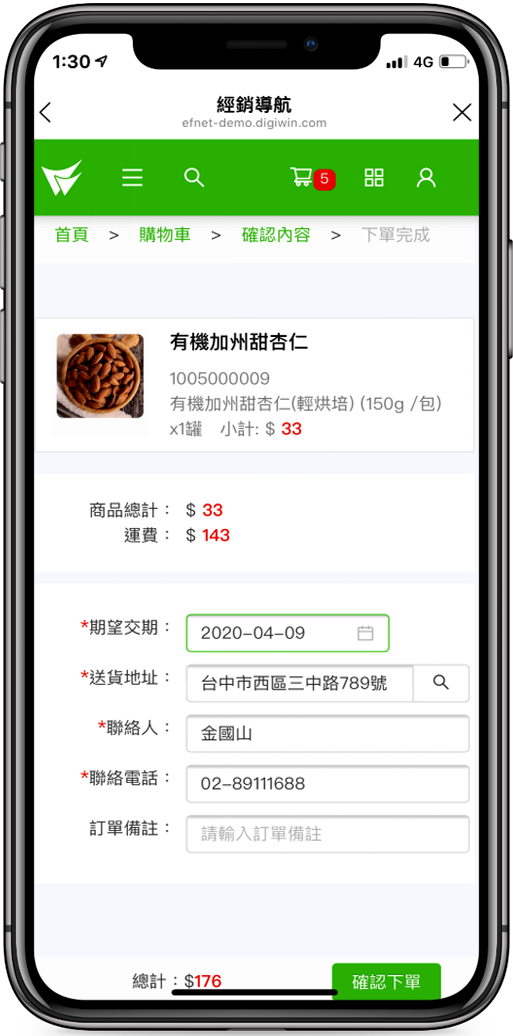 1:30
4G
經銷導航
efnet-demo.digiwin.com
5
首頁 > 購物車 > 確認內容 > 下單完成
有機加州甜杏仁
1005000009
有機加州甜杏仁(輕烘培) (150g /包)
x1罐 小計: $ 33
商品總計： $ 33
運費： $ 143
*期望交期： 2020-04-09
*送貨地址： 台中市西區三中路789號
*聯絡人： 金國山
*聯絡電話： 02-89111688
訂單備註： 請輸入訂單備註
總計：$176 確認下單